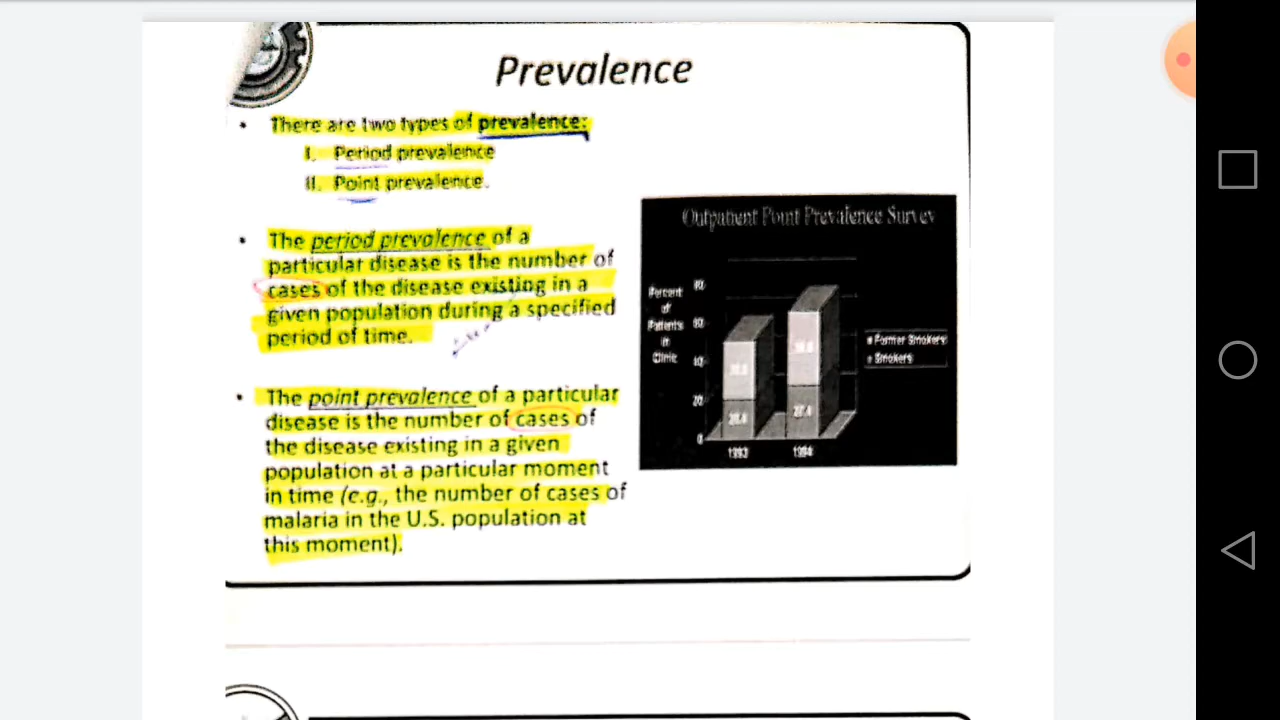 Prevalence
• There are two types of prevalence:
I. Period prevalence
II. Point prevalence.
• The period prevalence of a
particular disease is the number of
cases of the disease existing in a
given population during a specified
period of time.
• The point prevalence of a particular
disease is the number of cases of
the disease existing in a given
population at a particular moment
in time (e.g., the number of cases of
malaria in the U.S. population at
this moment).
Outpatient Point Prevalence Survey
Percent
of
Patients
in
Clinic
20
0
1993
1994
Former Smokers
Smokers